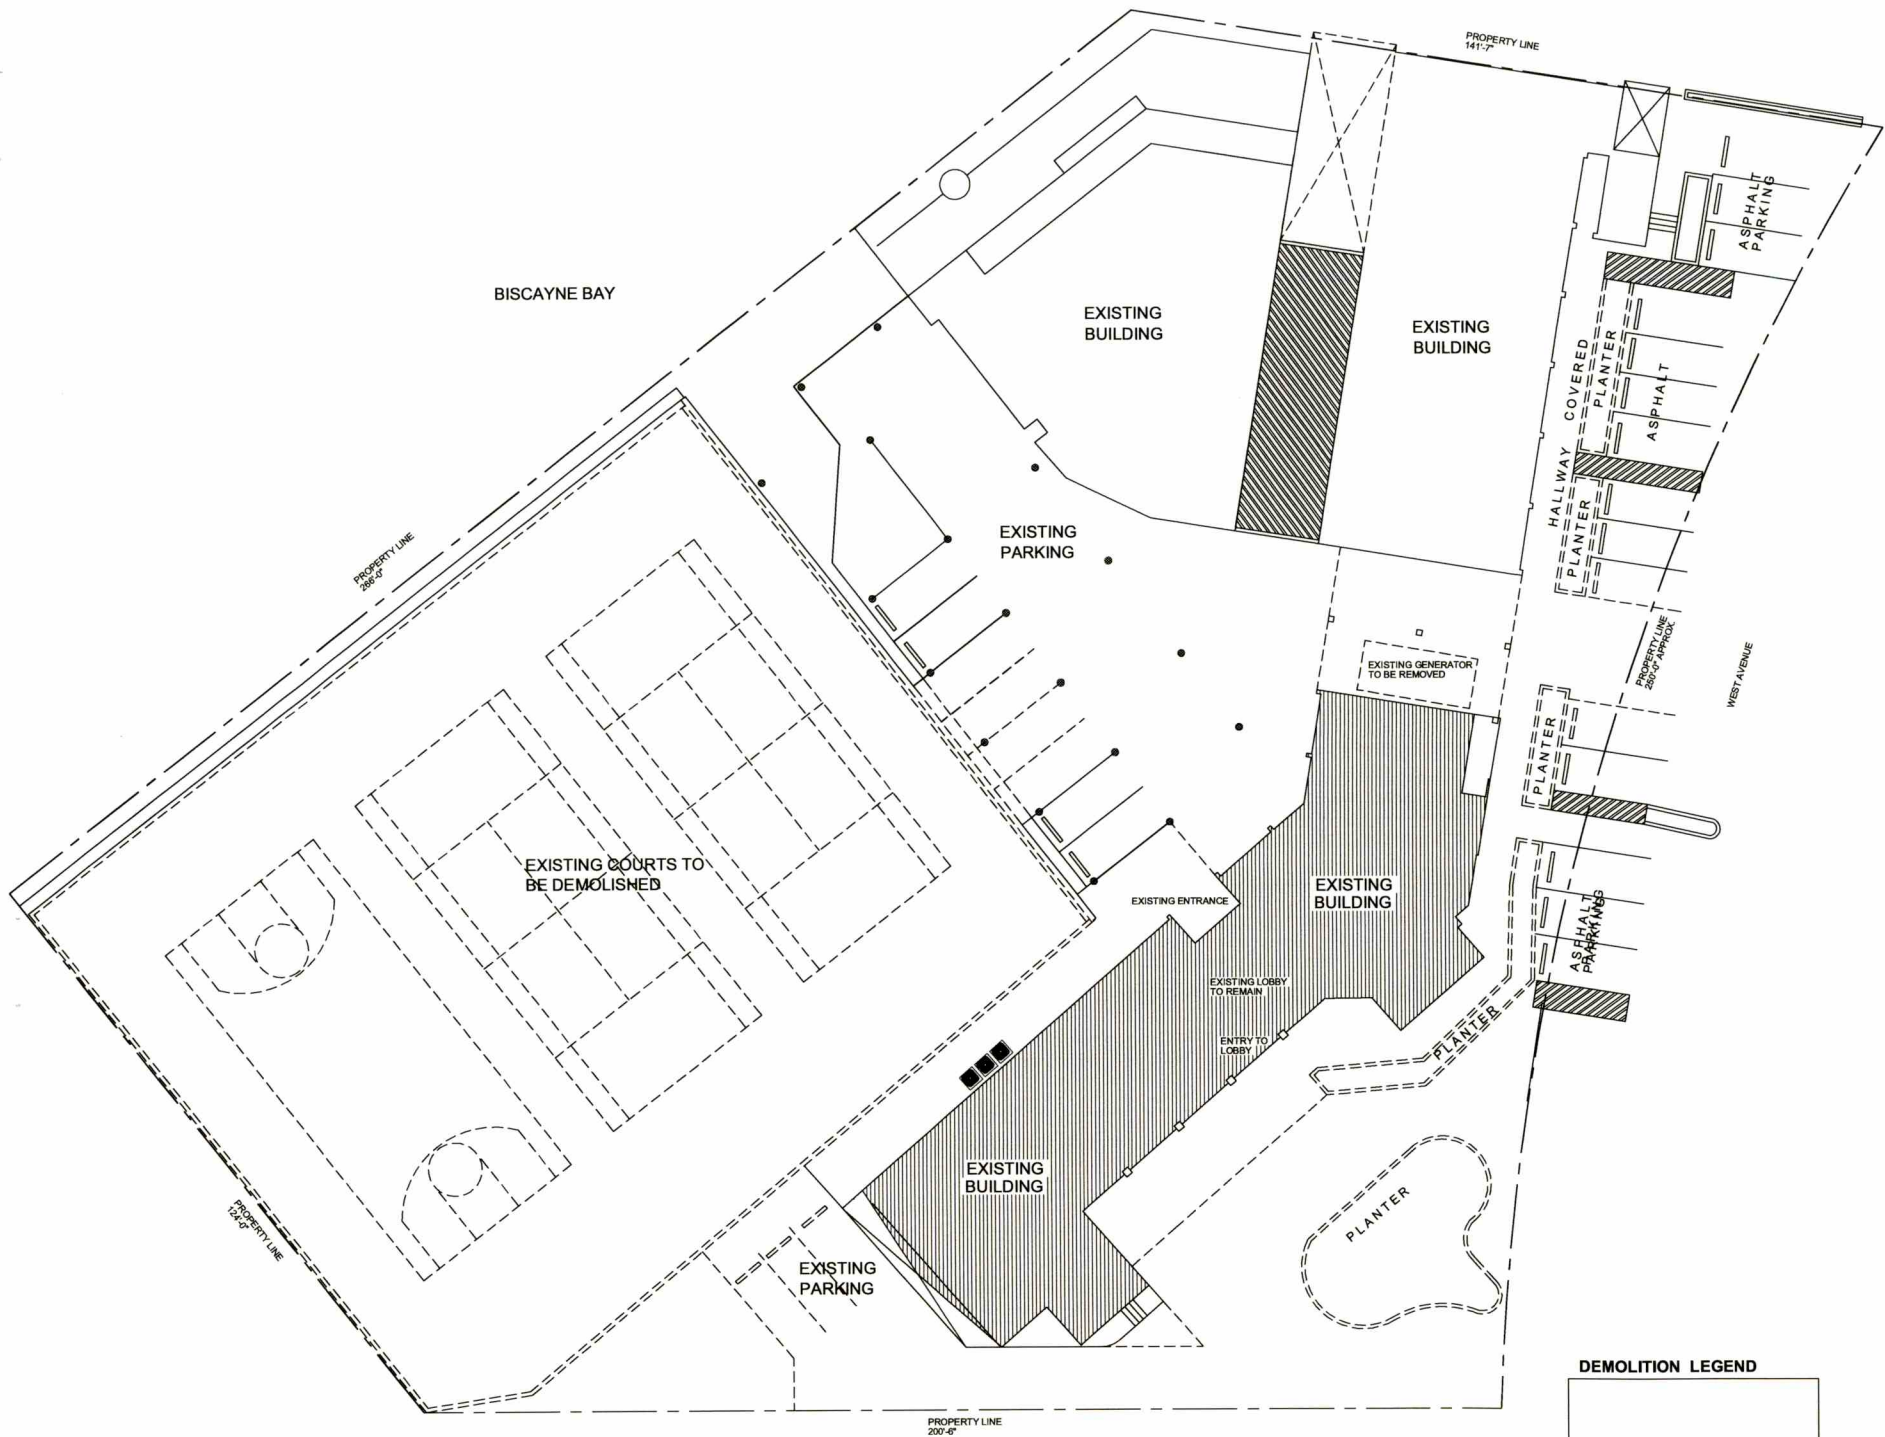 PROPERTY LINE
141'-7"
ASPHALT
PARKING
BISCAYNE BAY
EXISTING
BUILDING
EXISTING
BUILDING
HALLWAY COVERED
PLANTER
ASPHALT
PLANTER
PROPERTY LINE
266'-0"
EXISTING
PARKING
EXISTING GENERATOR
TO BE REMOVED
PROPERTY LINE
250'-0" APPROX.
WEST AVENUE
PLANTER
EXISTING COURTS TO
BE DEMOLISHED
EXISTING ENTRANCE
EXISTING
BUILDING
ASPHALT
PARKING
PARKING
EXISTING LOBBY
TO REMAIN
ENTRY TO
LOBBY
PLANTER
EXISTING
BUILDING
PLANTER
PROPERTY LINE
124'-0"
EXISTING
PARKING
DEMOLITION LEGEND
PROPERTY LINE
200'-6"